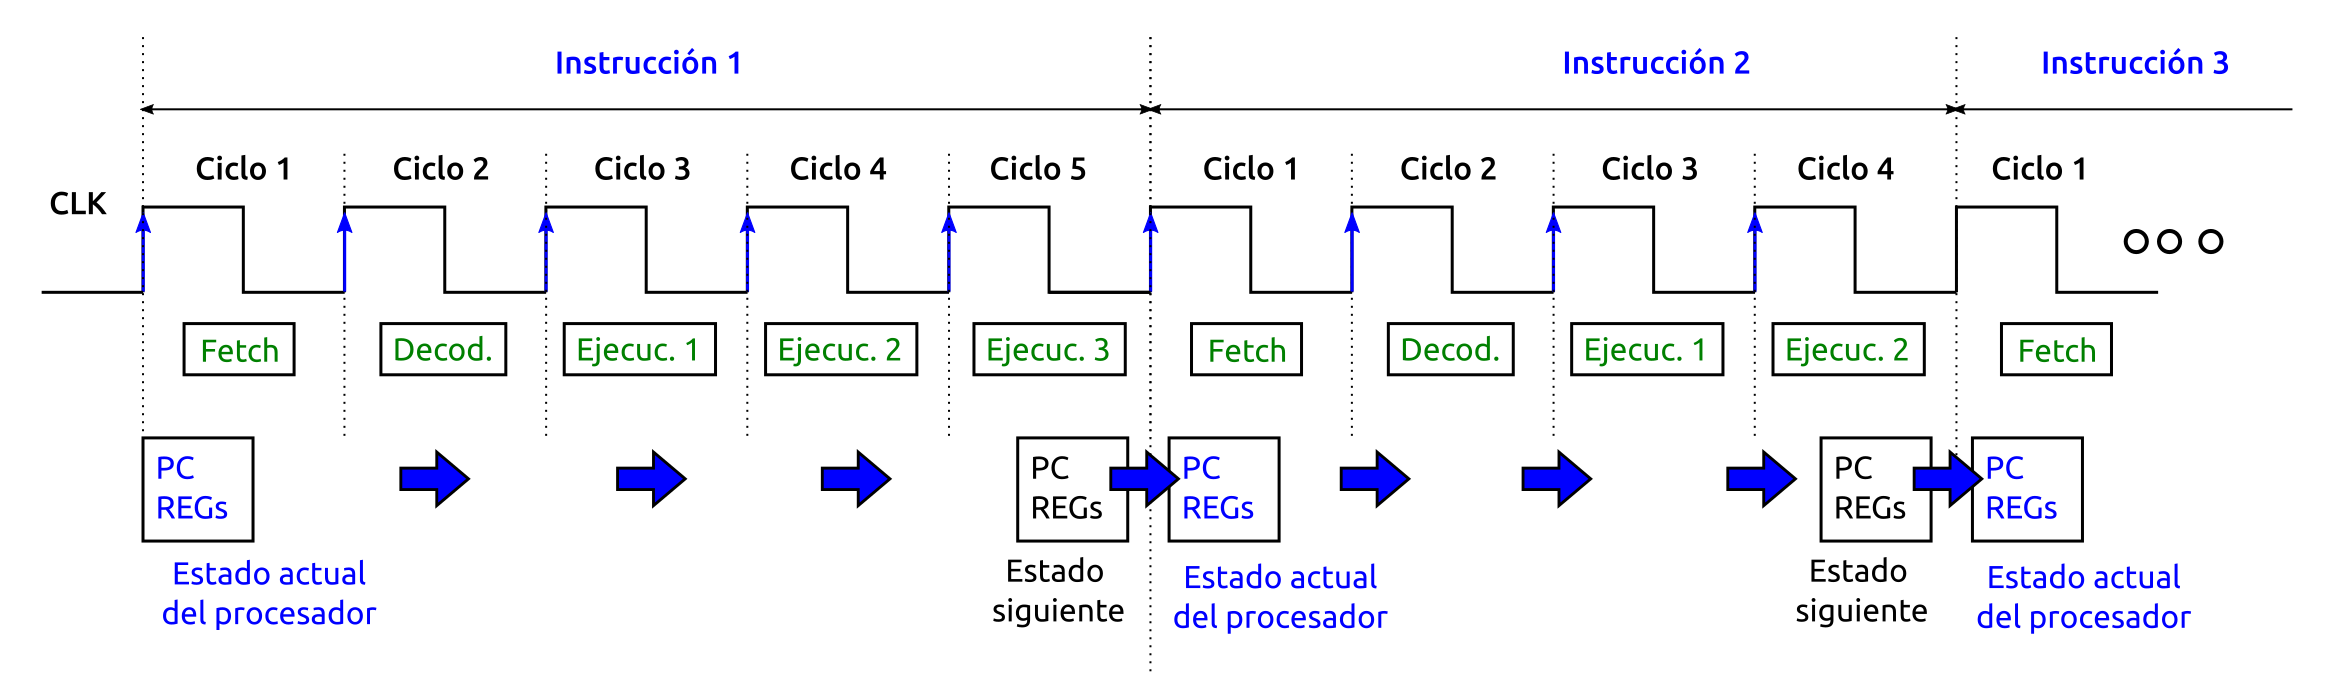 Instrucción 1
Instrucción 2
Instrucción 3
Ciclo 1
Ciclo 2
Ciclo 3
Ciclo 4
Ciclo 5
Ciclo 1
Ciclo 2
Ciclo 3
Ciclo 4
Ciclo 1
CLK
Fetch
Decod.
Ejecuc. 1
Ejecuc. 2
Ejecuc. 3
Fetch
Decod.
Ejecuc. 1
Ejecuc. 2
Fetch
PC
REGs
Estado actual
del procesador
PC
REGs
Estado
siguiente
PC
REGs
Estado actual
del procesador
PC
REGs
Estado
siguiente
PC
REGs
Estado actual
del procesador